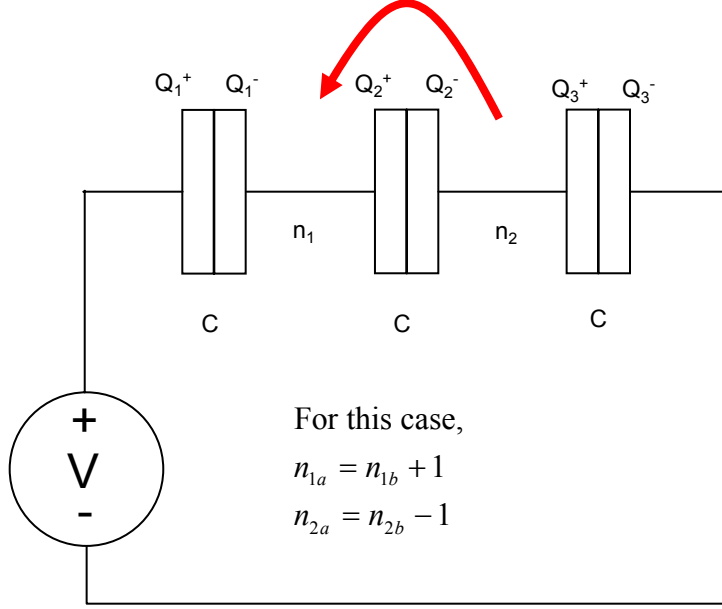 Q₁⁺ Q₁⁻ Q₂⁺ Q₂⁻ Q₃⁺ Q₃⁻
n₁ n₂
C C C
+
V
-
For this case,
n₁ₐ = n₁b + 1
n₂ₐ = n₂b − 1